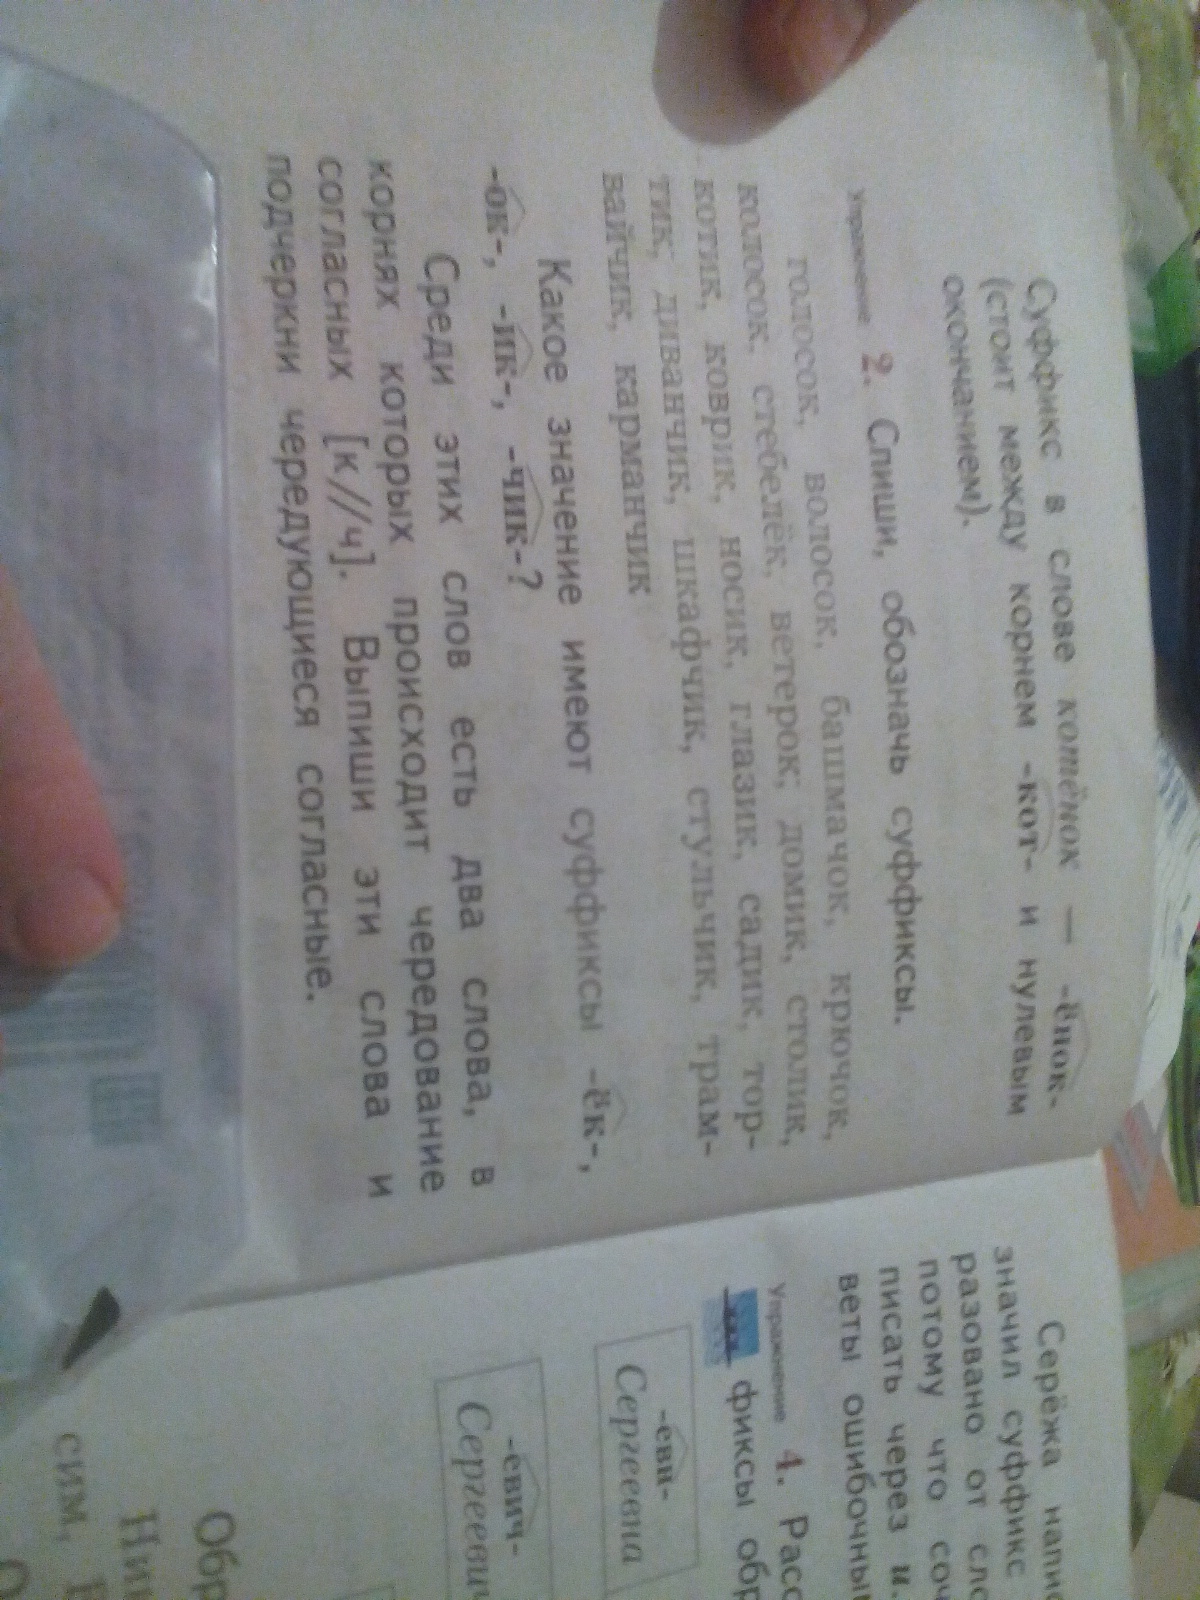 Суффикс в слове котёнок — -ёнок-
(стоит между корнем -кот- и нулевым
окончанием).
Упражнение 2. Спиши, обозначь суффиксы.
голосок, волосок, башмачок, крючок,
колосок, стебелёк, ветерок; домик, столик,
котик, коврик, носик, глазик, садик, тор-
тик, диванчик, шкафчик, стульчик, трам-
вайчик, карманчик
Какое значение имеют суффиксы -ёк-,
-ок-, -ик-, -чик-?
Среди этих слов есть два слова, в
корнях которых происходит чередование
согласных [к//ч]. Выпиши эти слова и
подчеркни чередующиеся согласные.
Серёжа напис
значил суффикс
разовано от сло
потому что соч
писать через и.
веты ошибочны
Упражнение 4. Расс
фиксы обр
-евн-
Сергеевна
-евич-
Сергеевич
Обр
Ник
сим,